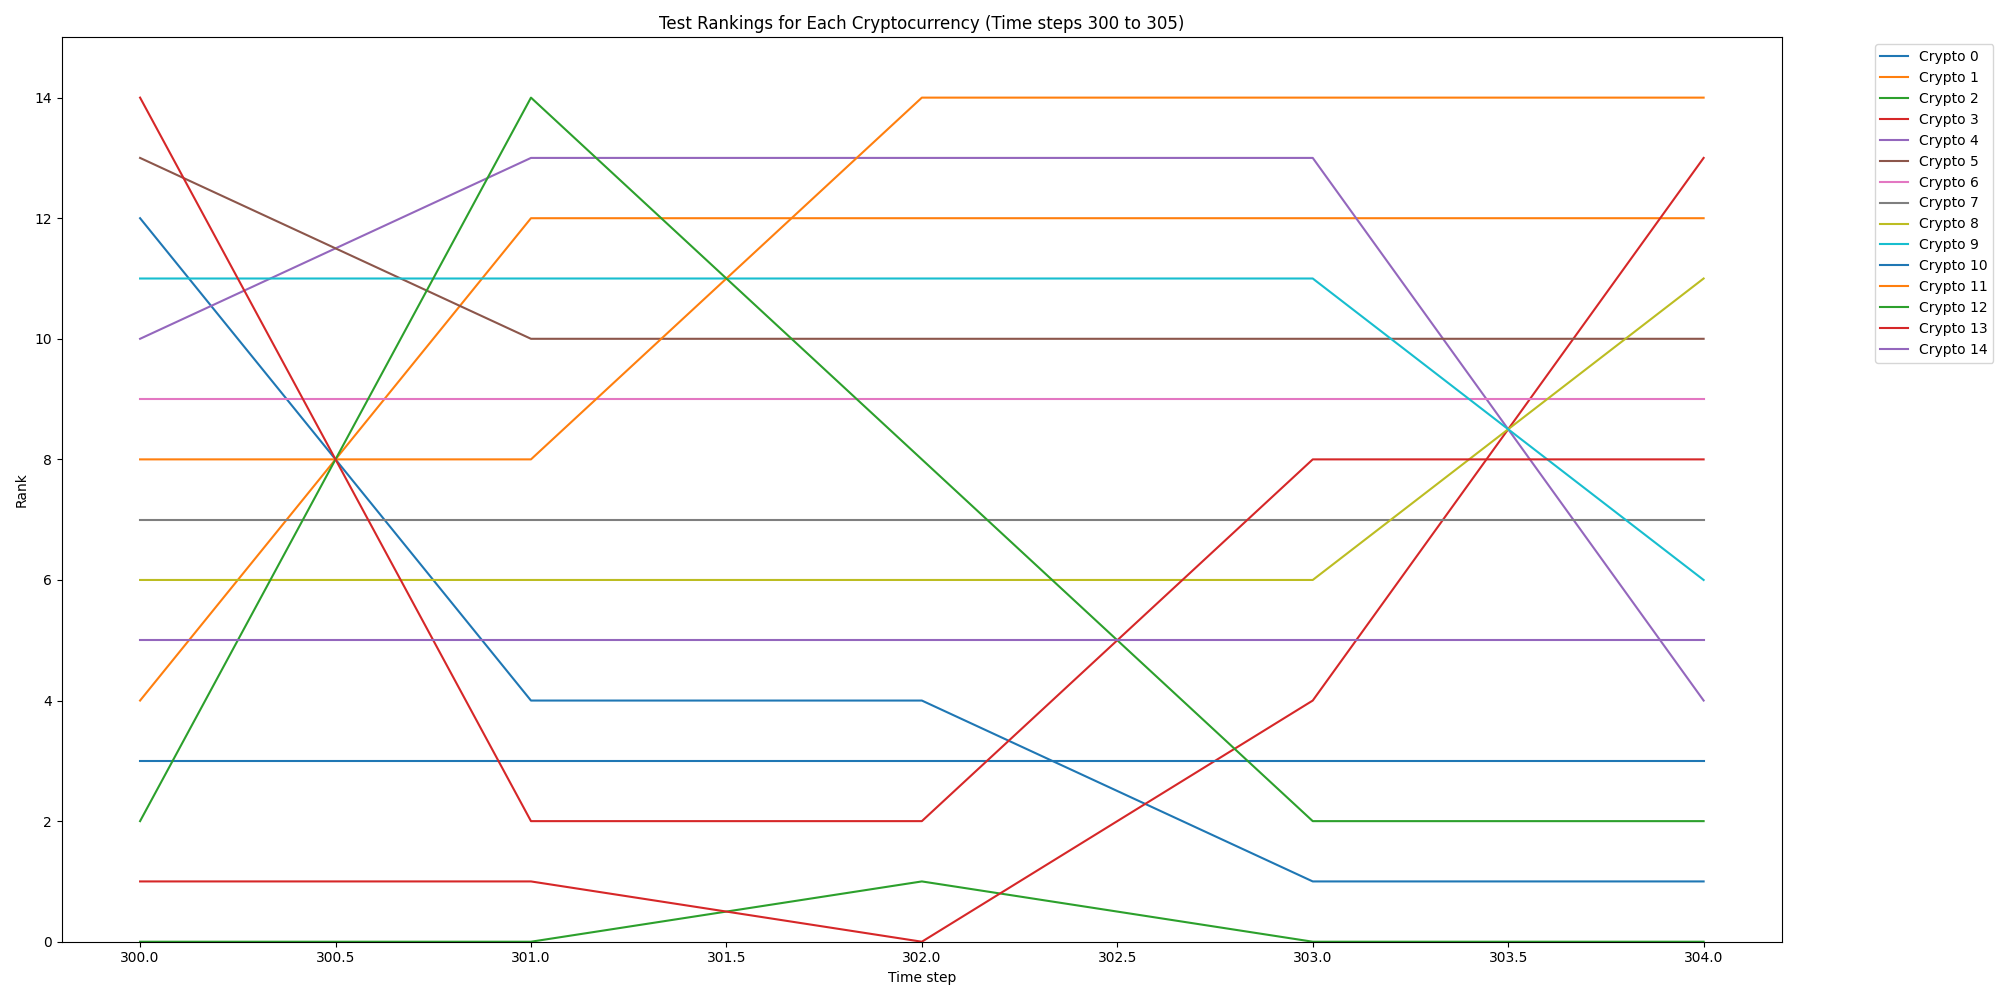 Test Rankings for Each Cryptocurrency (Time steps 300 to 305)
Rank
14
12
10
8
6
4
2
0
300.0
300.5
301.0
301.5
302.0
302.5
303.0
303.5
304.0
Time step
Crypto 0
Crypto 1
Crypto 2
Crypto 3
Crypto 4
Crypto 5
Crypto 6
Crypto 7
Crypto 8
Crypto 9
Crypto 10
Crypto 11
Crypto 12
Crypto 13
Crypto 14